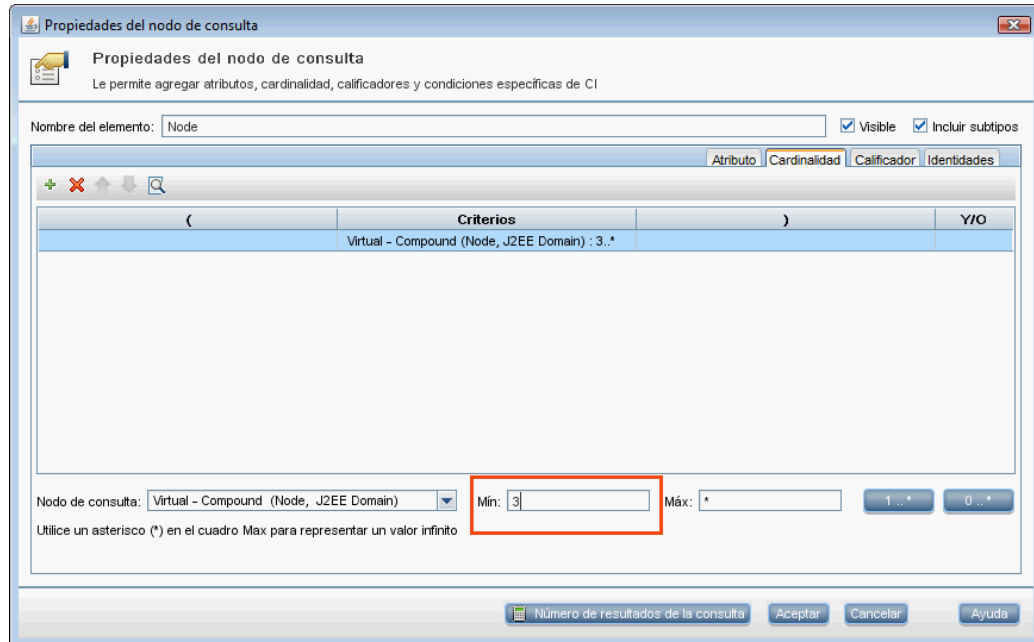 Propiedades del nodo de consulta
Propiedades del nodo de consulta
Le permite agregar atributos, cardinalidad, calificadores y condiciones específicas de CI
Nombre del elemento: Node Visible Incluir subtipos
Atributo Cardinalidad Calificador Identidades
( Criterios ) Y/O
Virtual - Compound (Node, J2EE Domain) : 3..*
Nodo de consulta: Virtual - Compound (Node, J2EE Domain) Mín: 3 Máx: * 1..* 0..*
Utilice un asterisco (*) en el cuadro Max para representar un valor infinito
Número de resultados de la consulta Aceptar Cancelar Ayuda